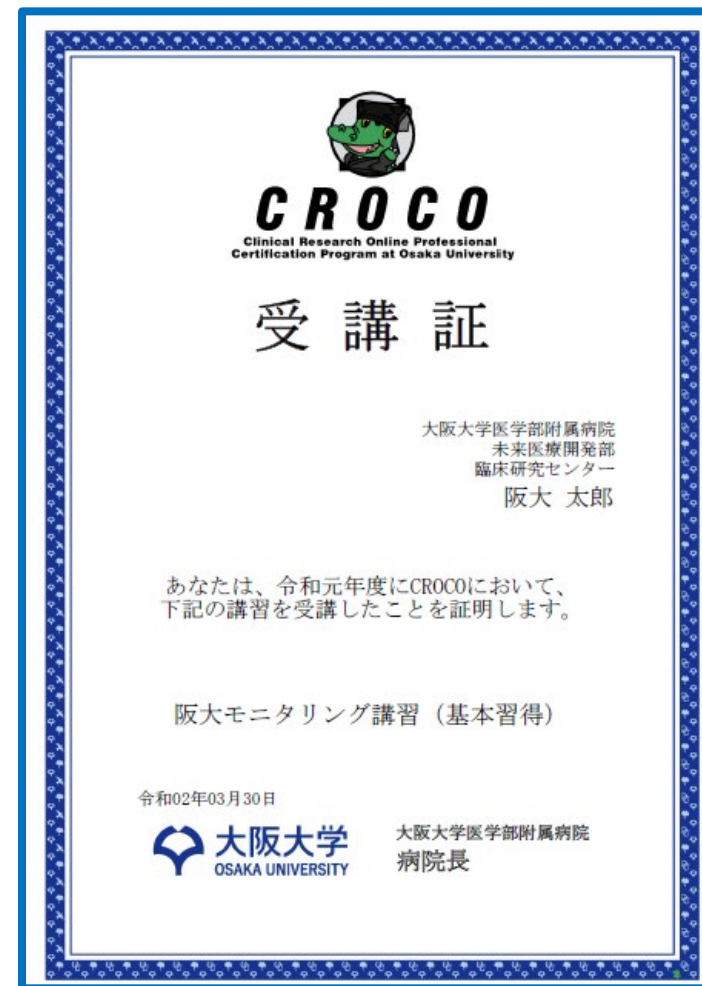 CROCO
Clinical Research Online Professional
Certification Program at Osaka University
受講証
大阪大学医学部附属病院
未来医療開発部
臨床研究センター
阪大 太郎
あなたは、令和元年度にCROCOにおいて、
下記の講習を受講したことを証明します。
阪大モニタリング講習（基本習得）
令和02年03月30日
大阪大学
OSAKA UNIVERSITY
大阪大学医学部附属病院
病院長